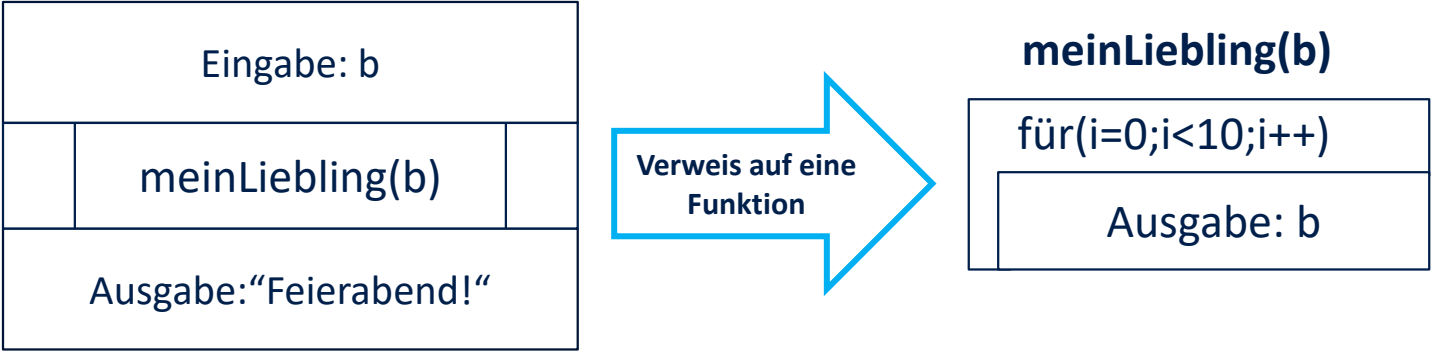 Eingabe: b
meinLiebling(b)
Ausgabe:“Feierabend!“
Verweis auf eine
Funktion
meinLiebling(b)
für(i=0;i<10;i++)
Ausgabe: b